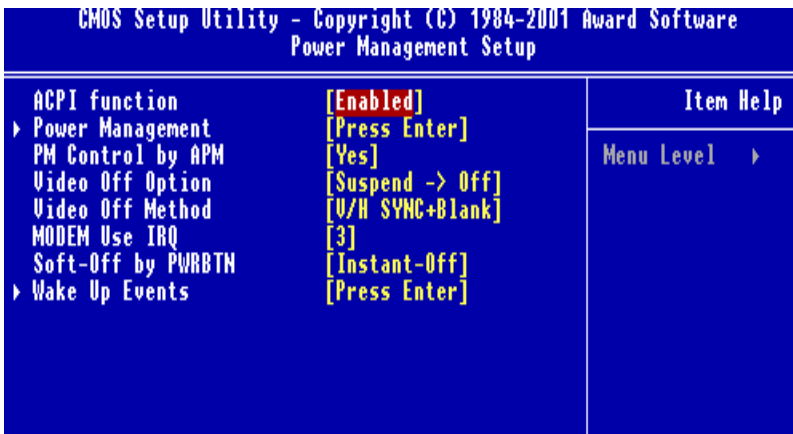 CMOS Setup Utility - Copyright (C) 1984-2001 Award Software
Power Management Setup
ACPI function [Enabled]
Power Management [Press Enter]
PM Control by APM [Yes]
Video Off Option [Suspend -> Off]
Video Off Method [V/H SYNC+Blank]
MODEM Use IRQ [3]
Soft-Off by PWRBTN [Instant-Off]
Wake Up Events [Press Enter]
Item Help
Menu Level